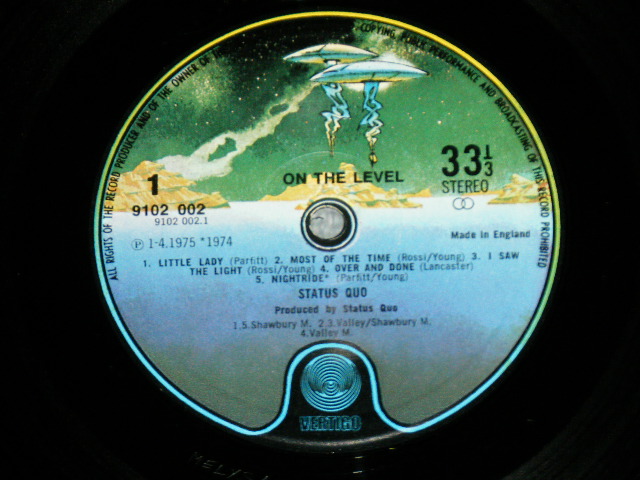 ALL RIGHTS OF THE RECORD PRODUCER AND OF THE OWNER OF
COPYING, PUBLIC PERFORMANCE AND BROADCASTING OF THIS RECORD PROHIBITED
1
ON THE LEVEL
33⅓
STEREO
9102 002
9102 002.1
Made in England
Ⓟ 1-4.1975 *1974
1. LITTLE LADY (Parfitt) 2. MOST OF THE TIME (Rossi/Young) 3. I SAW
THE LIGHT (Rossi/Young) 4. OVER AND DONE (Lancaster)
5. NIGHTRIDE* (Parfitt/Young)
STATUS QUO
Produced by Status Quo
1.5.Shawbury M. 2.3.Valley/Shawbury M.
4.Valley M.
VERTIGO